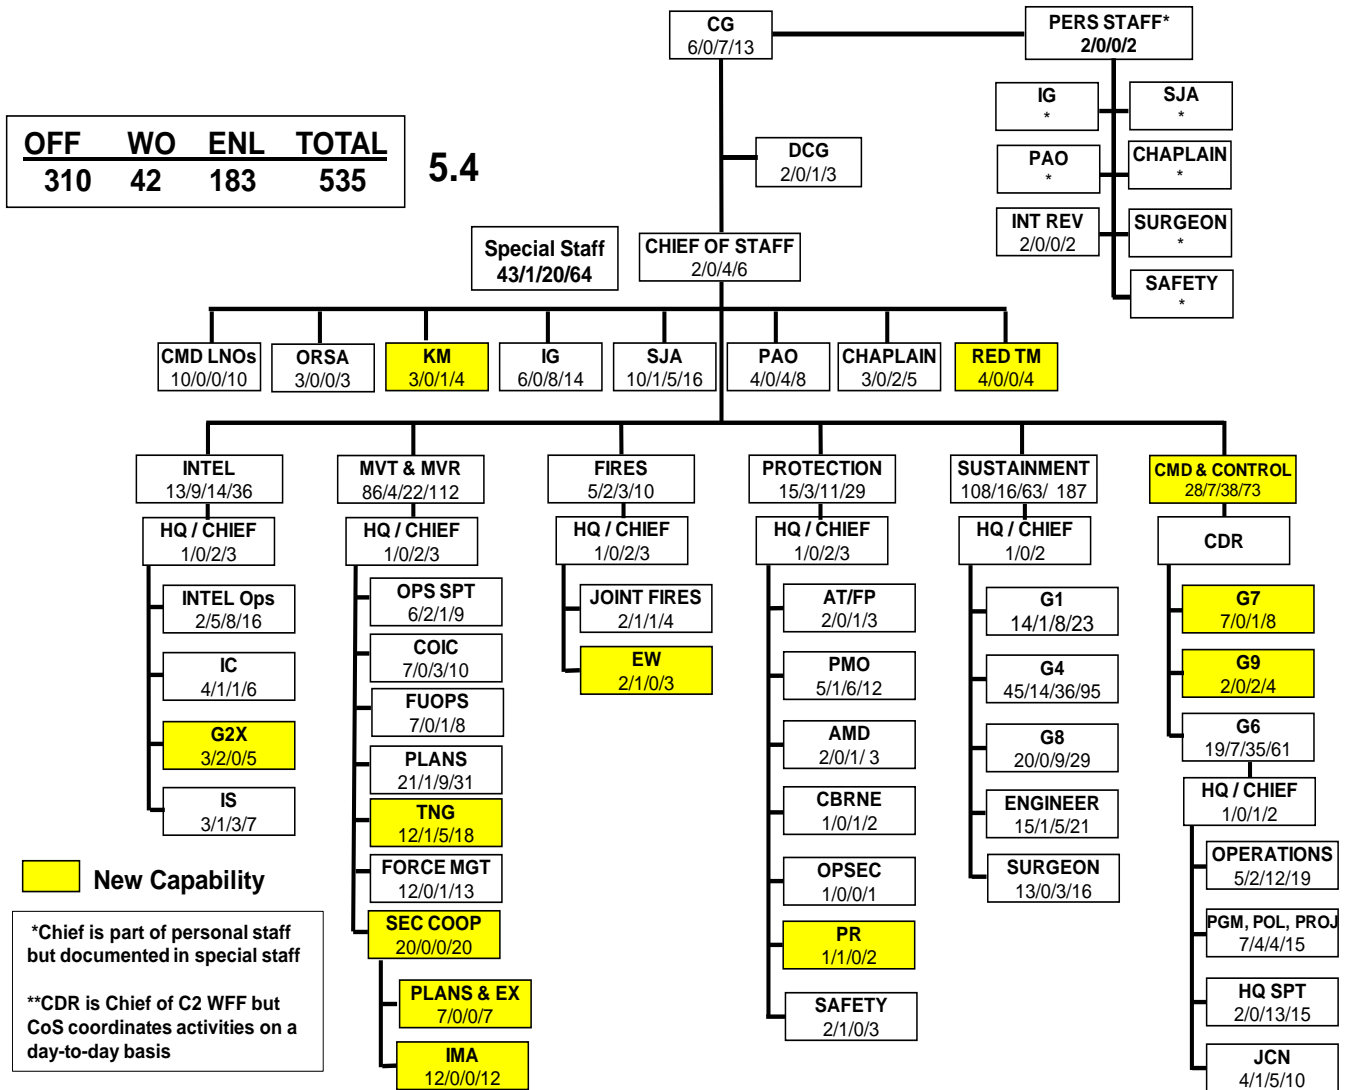 CG
6/0/7/13
PERS STAFF*
2/0/0/2
IG
*
SJA
*
PAO
*
CHAPLAIN
*
INT REV
2/0/0/2
SURGEON
*
SAFETY
*
OFF WO ENL TOTAL
310 42 183 535
5.4
DCG
2/0/1/3
Special Staff
43/1/20/64
CHIEF OF STAFF
2/0/4/6
CMD LNOs
10/0/0/10
ORSA
3/0/0/3
KM
3/0/1/4
IG
6/0/8/14
SJA
10/1/5/16
PAO
4/0/4/8
CHAPLAIN
3/0/2/5
RED TM
4/0/0/4
INTEL
13/9/14/36
HQ / CHIEF
1/0/2/3
INTEL Ops
2/5/8/16
IC
4/1/1/6
G2X
3/2/0/5
IS
3/1/3/7
MVT & MVR
86/4/22/112
HQ / CHIEF
1/0/2/3
OPS SPT
6/2/1/9
COIC
7/0/3/10
FUOPS
7/0/1/8
PLANS
21/1/9/31
TNG
12/1/5/18
FORCE MGT
12/0/1/13
SEC COOP
20/0/0/20
PLANS & EX
7/0/0/7
IMA
12/0/0/12
FIRES
5/2/3/10
HQ / CHIEF
1/0/2/3
JOINT FIRES
2/1/1/4
EW
2/1/0/3
PROTECTION
15/3/11/29
HQ / CHIEF
1/0/2/3
AT/FP
2/0/1/3
PMO
5/1/6/12
AMD
2/0/1/ 3
CBRNE
1/0/1/2
OPSEC
1/0/0/1
PR
1/1/0/2
SAFETY
2/1/0/3
SUSTAINMENT
108/16/63/ 187
HQ / CHIEF
1/0/2
G1
14/1/8/23
G4
45/14/36/95
G8
20/0/9/29
ENGINEER
15/1/5/21
SURGEON
13/0/3/16
CMD & CONTROL
28/7/38/73
CDR
G7
7/0/1/8
G9
2/0/2/4
G6
19/7/35/61
HQ / CHIEF
1/0/1/2
OPERATIONS
5/2/12/19
PGM, POL, PROJ
7/4/4/15
HQ SPT
2/0/13/15
JCN
4/1/5/10
New Capability
*Chief is part of personal staff
but documented in special staff
**CDR is Chief of C2 WFF but
CoS coordinates activities on a
day-to-day basis